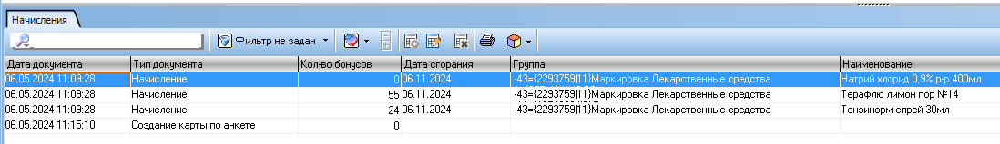 Начисления
Фильтр не задан
Дата документа Тип документа Кол-во бонусов Дата сгорания Группа Наименование
06.05.2024 11:09:28 Начисление 0 06.11.2024 -43={2293759|11}Маркировка Лекарственные средства Натрий хлорид 0,9% р-р 400мл
06.05.2024 11:09:28 Начисление 55 06.11.2024 -43={2293759|11}Маркировка Лекарственные средства Терафлю лимон пор №14
06.05.2024 11:09:28 Начисление 24 06.11.2024 -43={2293759|11}Маркировка Лекарственные средства Тонзинорм спрей 30мл
06.05.2024 11:15:10 Создание карты по анкете 0